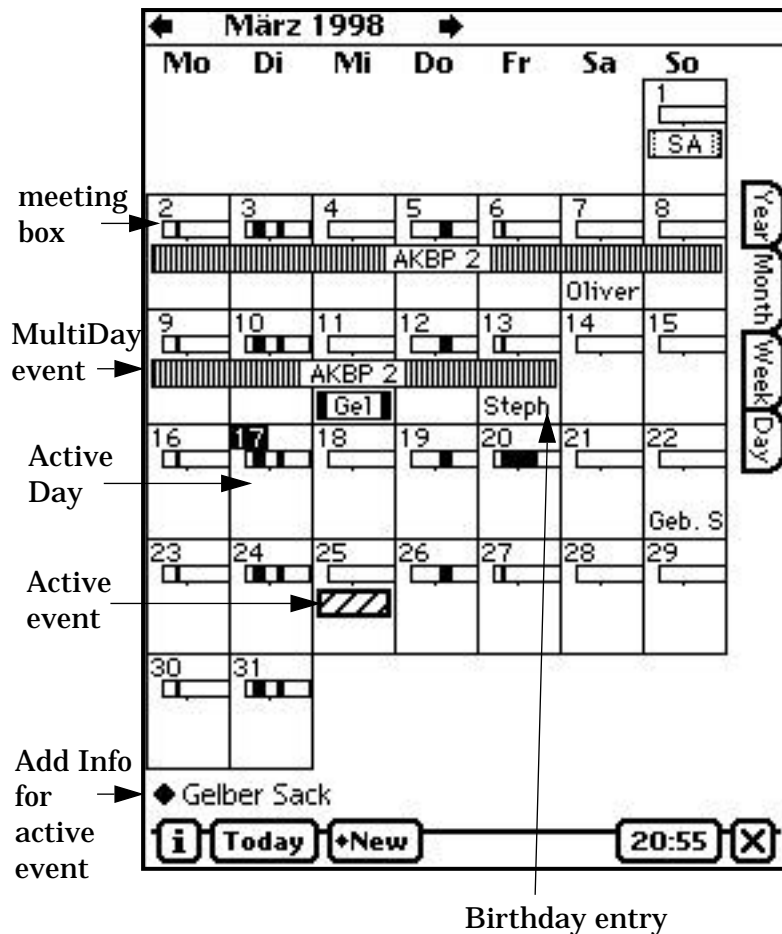 März 1998
Mo Di Mi Do Fr Sa So
1
SA
meeting box
2 3 4 5 6 7 8
AKBP 2
Oliver
Year
Month
Week
Day
MultiDay event
9 10 11 12 13 14 15
AKBP 2
Gel
Steph
Active Day
16 17 18 19 20 21 22
Geb. S
Active event
23 24 25 26 27 28 29
30 31
Add Info for active event
Gelber Sack
i Today New 20:55 X
Birthday entry